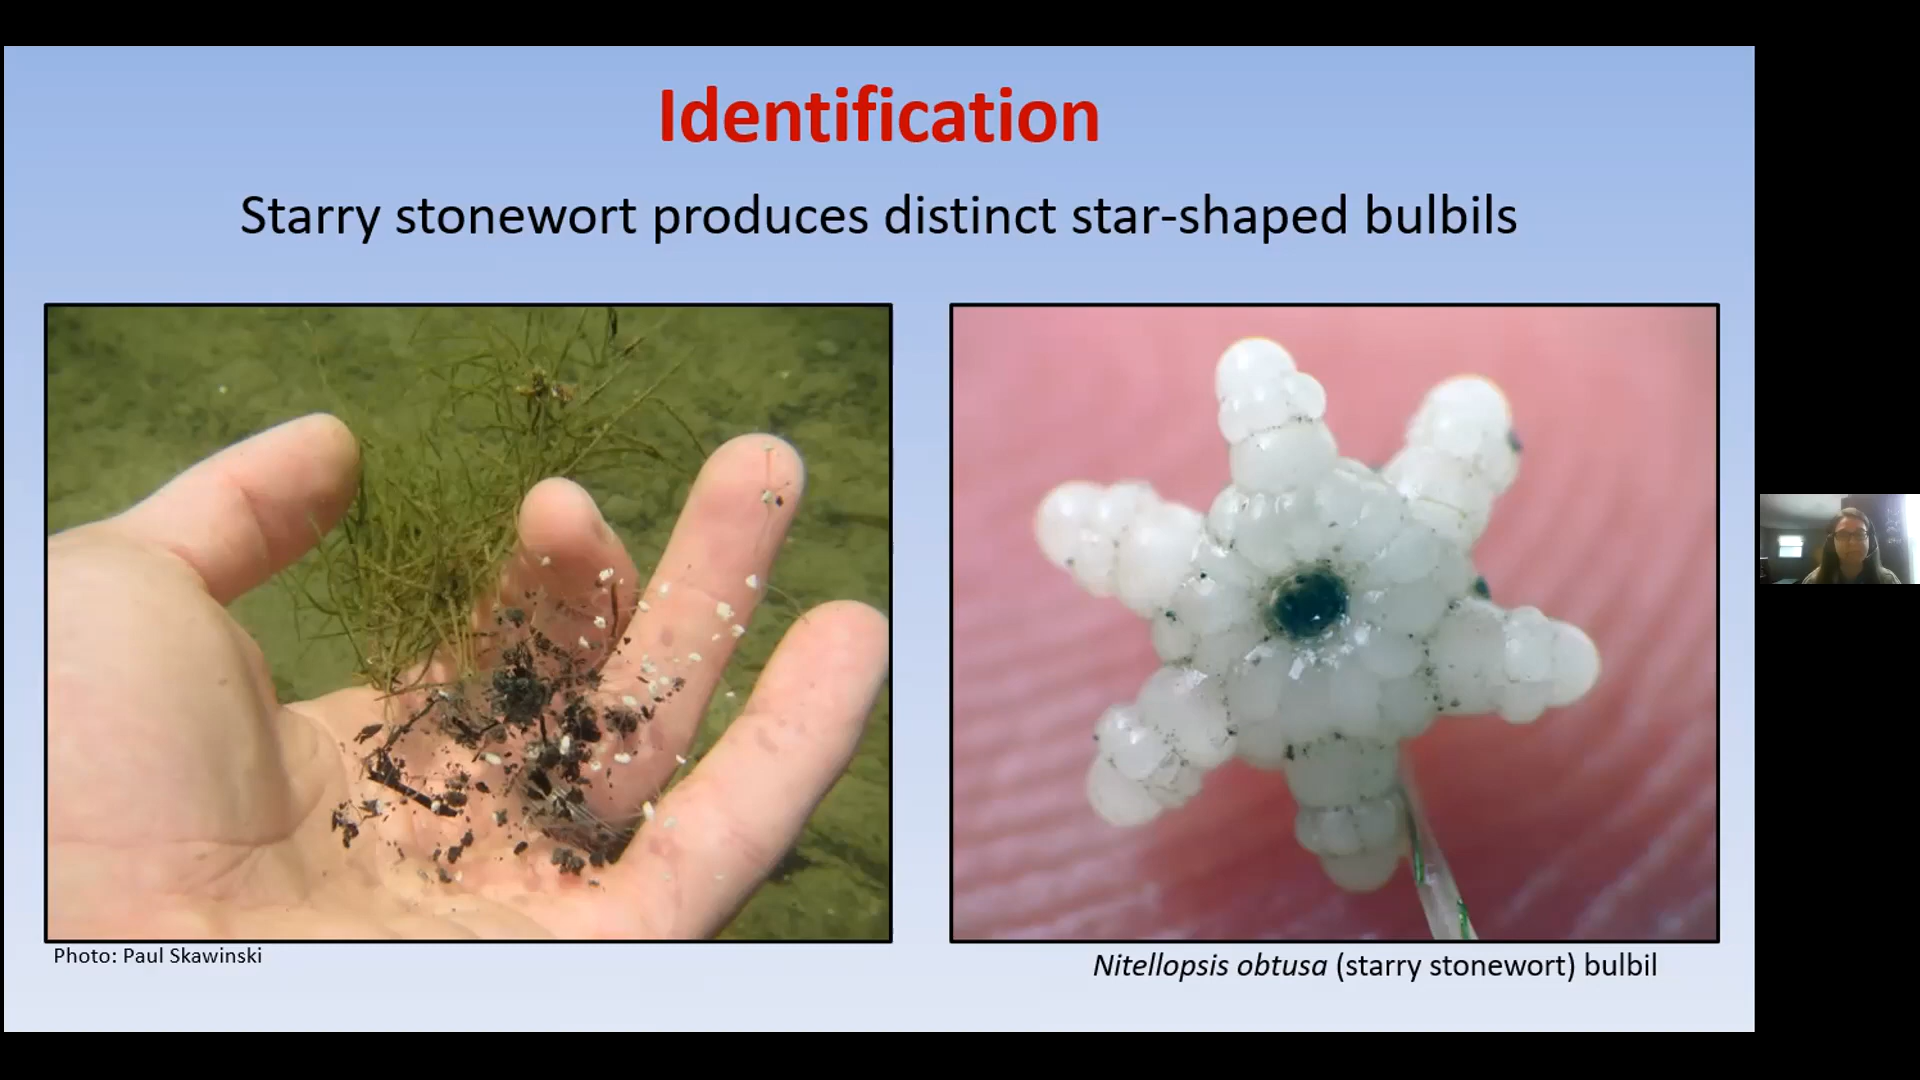 Identification
Starry stonewort produces distinct star-shaped bulbils
Photo: Paul Skawinski
Nitellopsis obtusa (starry stonewort) bulbil